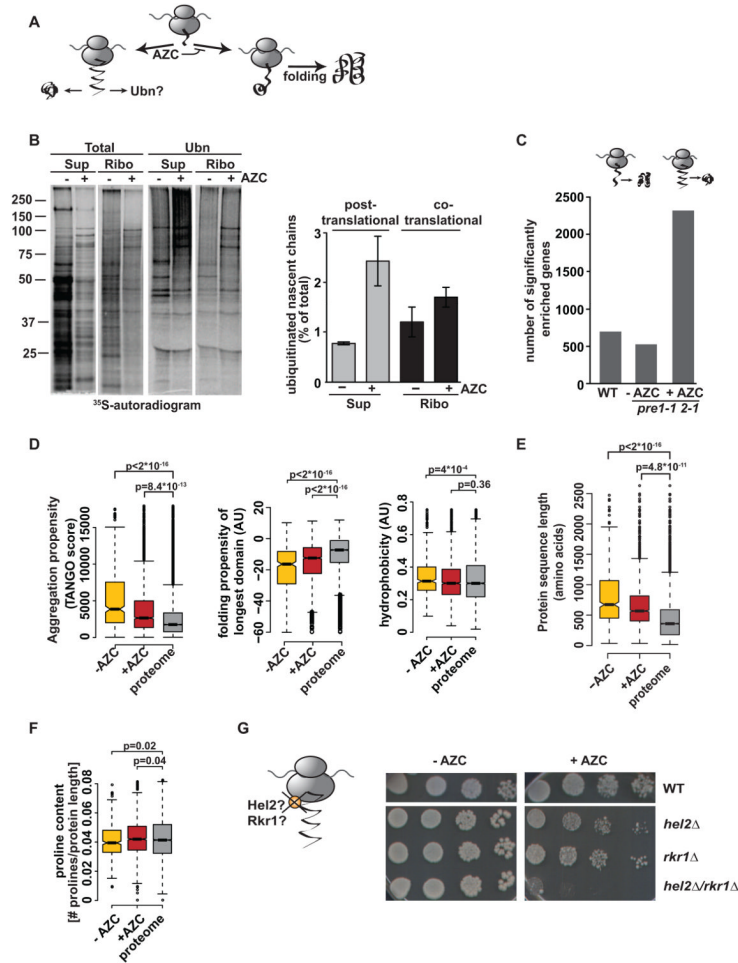 A
AZC
folding
Ubn?
B
Total
Ubn
Sup
Ribo
Sup
Ribo
- + - + - + - + AZC
250
150
100
75
50
37
25
³⁵S-autoradiogram
post-translational
co-translational
ubiquitinated nascent chains
(% of total)
3
2
1
0
− + − + AZC
Sup
Ribo
C
number of significantly
enriched genes
2500
2000
1500
1000
500
0
WT
- AZC
+ AZC
pre1-1 2-1
D
p<2*10⁻¹⁶
p=8.4*10⁻¹³
Aggregation propensity
(TANGO score)
15000
10000
5000
0
-AZC
+AZC
proteome
p<2*10⁻¹⁶
p<2*10⁻¹⁶
folding propensity of
longest domain (AU)
20
0
-20
-40
-60
-AZC
+AZC
proteome
p=4*10⁻⁴
p=0.36
hydrophobicity (AU)
0.8
0.6
0.4
0.2
0
-AZC
+AZC
proteome
E
p<2*10⁻¹⁶
p=4.8*10⁻¹¹
Protein sequence length
(amino acids)
2500
1500
500
0
−AZC
+AZC
proteome
F
p=0.02
p=0.04
proline content
[# prolines/protein length]
0.08
0.06
0.04
0.02
0
- AZC
+AZC
proteome
G
Hel2?
Rkr1?
- AZC
+ AZC
WT
hel2Δ
rkr1Δ
hel2Δ/rkr1Δ